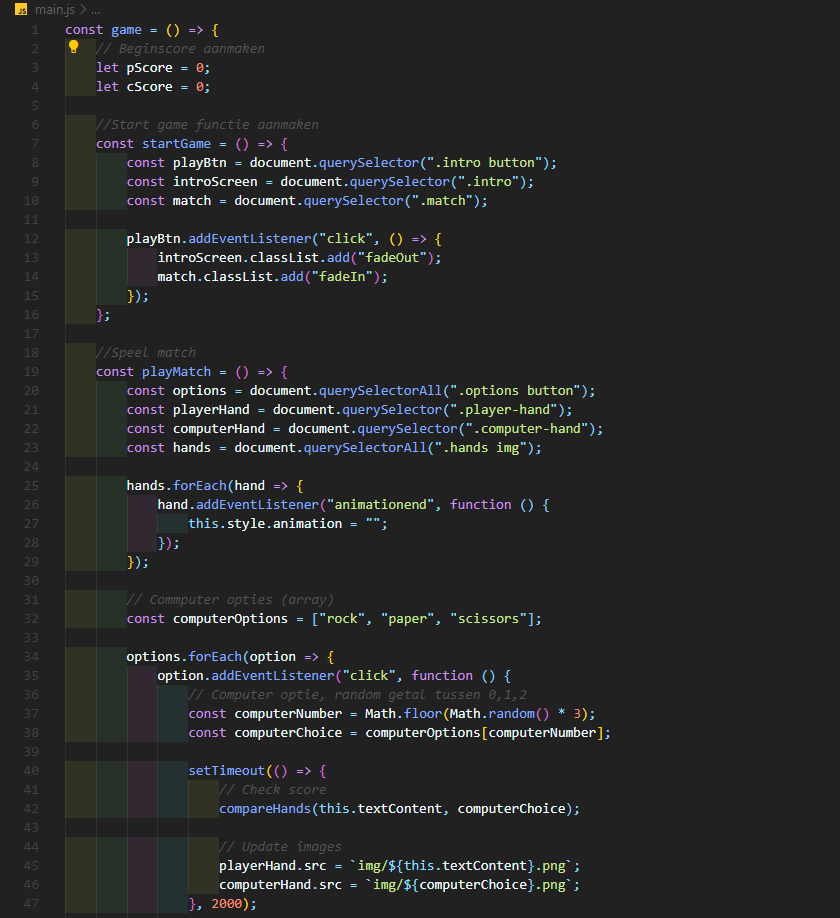 JS main.js > ...
1 const game = () => {
2 // Beginscore aanmaken
3 let pScore = 0;
4 let cScore = 0;
5
6 //Start game functie aanmaken
7 const startGame = () => {
8 const playBtn = document.querySelector(".intro button");
9 const introScreen = document.querySelector(".intro");
10 const match = document.querySelector(".match");
11
12 playBtn.addEventListener("click", () => {
13 introScreen.classList.add("fadeOut");
14 match.classList.add("fadeIn");
15 });
16 };
17
18 //Speel match
19 const playMatch = () => {
20 const options = document.querySelectorAll(".options button");
21 const playerHand = document.querySelector(".player-hand");
22 const computerHand = document.querySelector(".computer-hand");
23 const hands = document.querySelectorAll(".hands img");
24
25 hands.forEach(hand => {
26 hand.addEventListener("animationend", function () {
27 this.style.animation = "";
28 });
29 });
30
31 // Commputer opties (array)
32 const computerOptions = ["rock", "paper", "scissors"];
33
34 options.forEach(option => {
35 option.addEventListener("click", function () {
36 // Computer optie, random getal tussen 0,1,2
37 const computerNumber = Math.floor(Math.random() * 3);
38 const computerChoice = computerOptions[computerNumber];
39
40 setTimeout(() => {
41 // Check score
42 compareHands(this.textContent, computerChoice);
43
44 // Update images
45 playerHand.src = `img/${this.textContent}.png`;
46 computerHand.src = `img/${computerChoice}.png`;
47 }, 2000);